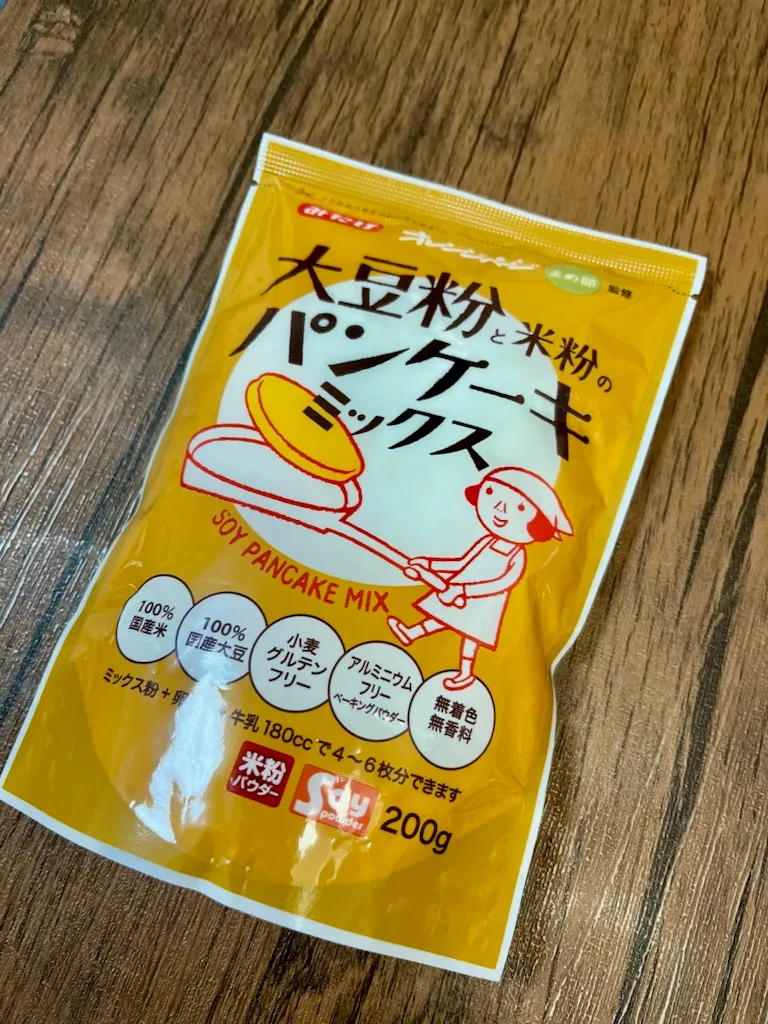 みたけ
オレンジページ
まめ部 監修
大豆粉と米粉の
パンケーキ
ミックス
SOY PANCAKE MIX
100%
国産米
100%
国産大豆
小麦
グルテン
フリー
アルミニウム
フリー
ベーキングパウダー
無着色
無香料
ミックス粉+卵 牛乳180ccで4〜6枚分できます
米粉
パウダー
Soy
powder
200g